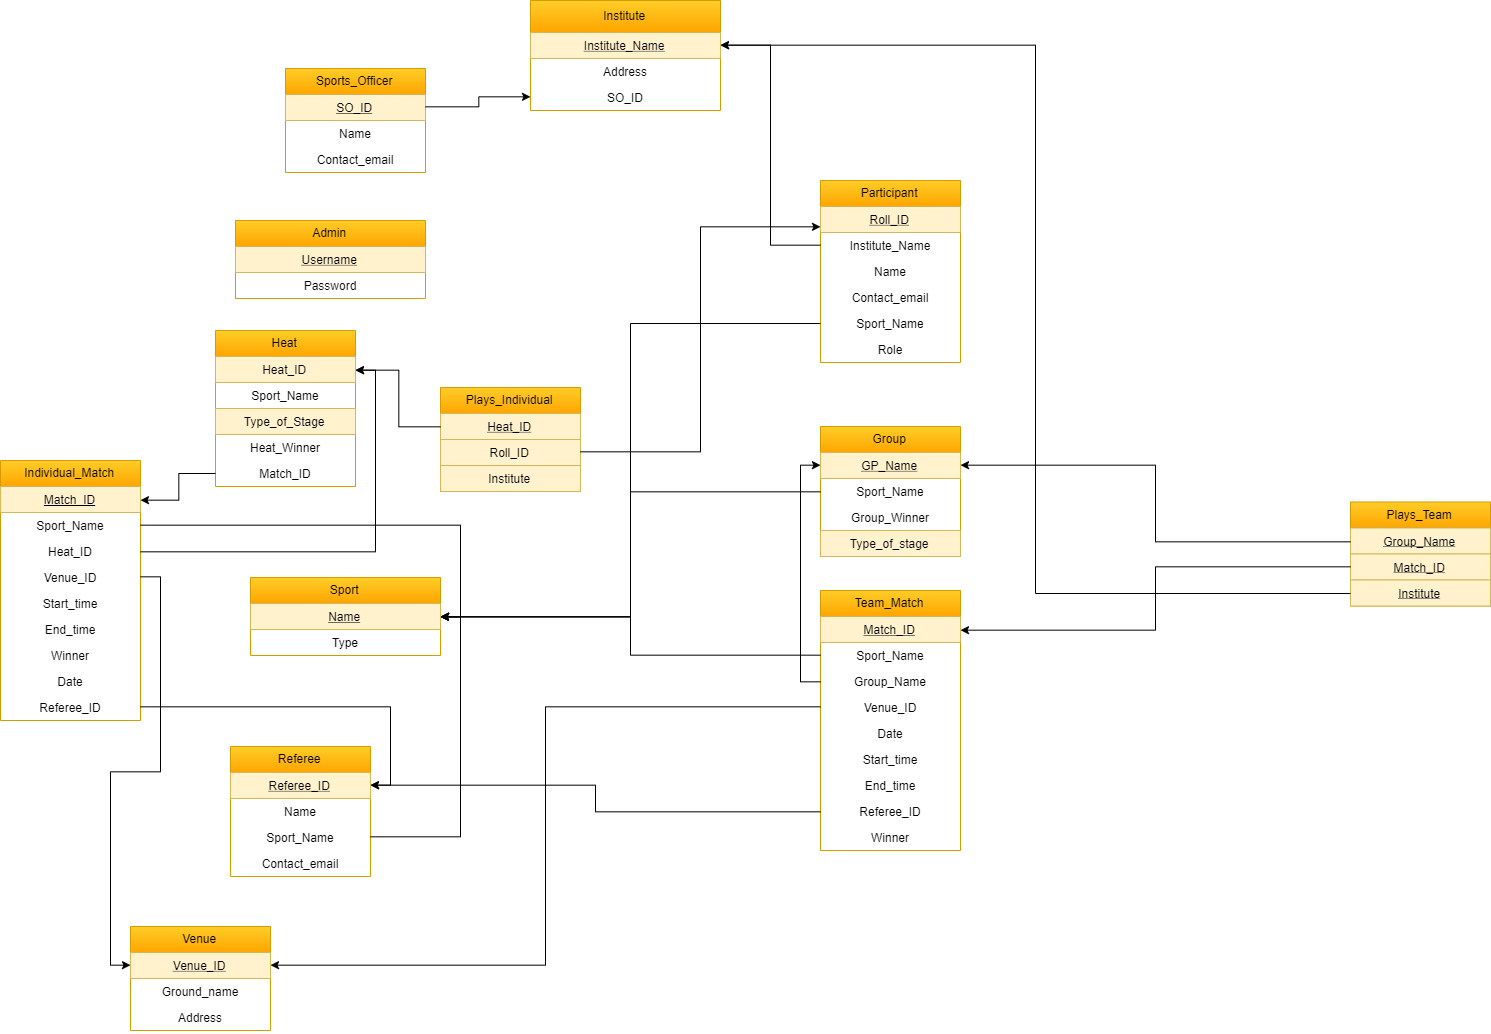 Institute
Institute_Name
Address
SO_ID
Sports_Officer
SO_ID
Name
Contact_email
Participant
Roll_ID
Institute_Name
Name
Contact_email
Sport_Name
Role
Admin
Username
Password
Heat
Heat_ID
Sport_Name
Type_of_Stage
Heat_Winner
Match_ID
Plays_Individual
Heat_ID
Roll_ID
Institute
Group
GP_Name
Sport_Name
Group_Winner
Type_of_stage
Individual_Match
Match_ID
Sport_Name
Heat_ID
Venue_ID
Start_time
End_time
Winner
Date
Referee_ID
Plays_Team
Group_Name
Match_ID
Institute
Sport
Name
Type
Team_Match
Match_ID
Sport_Name
Group_Name
Venue_ID
Date
Start_time
End_time
Referee_ID
Winner
Referee
Referee_ID
Name
Sport_Name
Contact_email
Venue
Venue_ID
Ground_name
Address